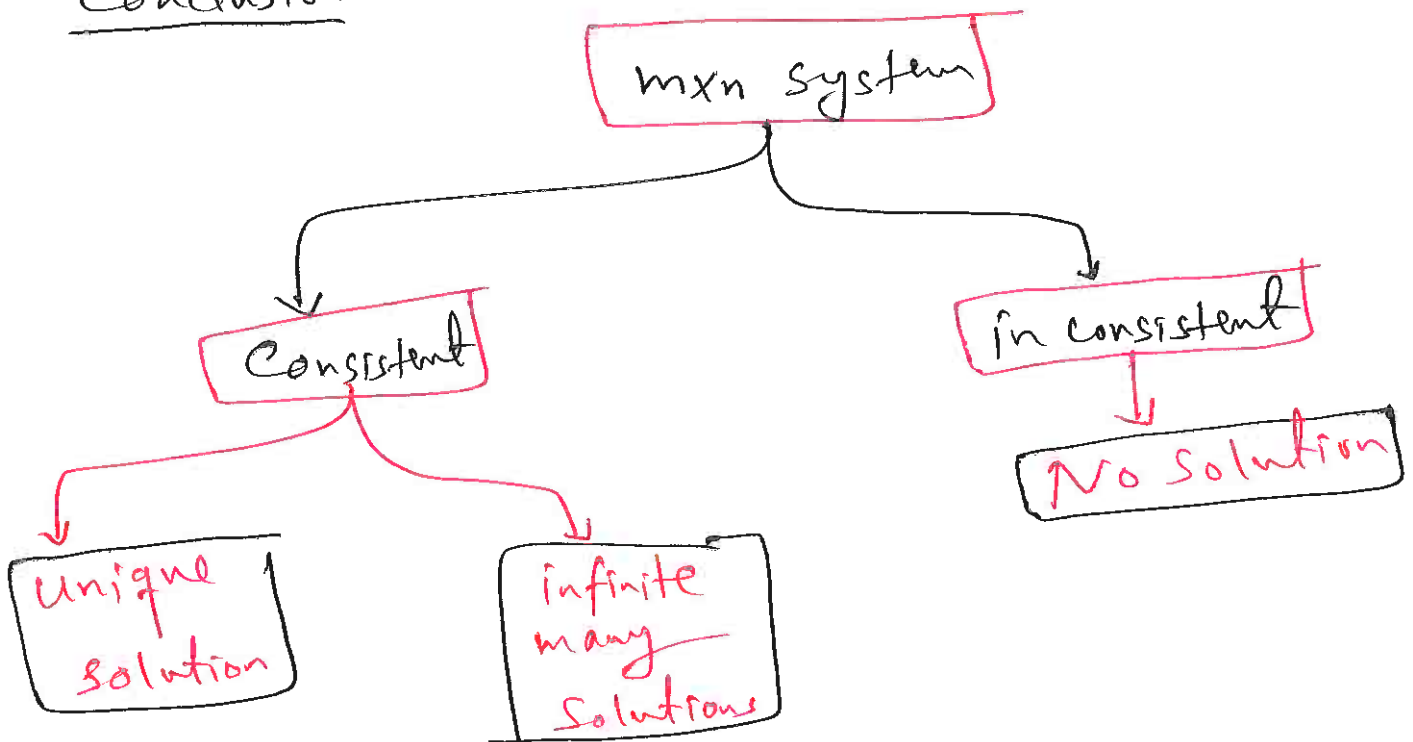 mxn system
Consistent
in consistent
No Solution
Unique
solution
infinite
many
Solutions